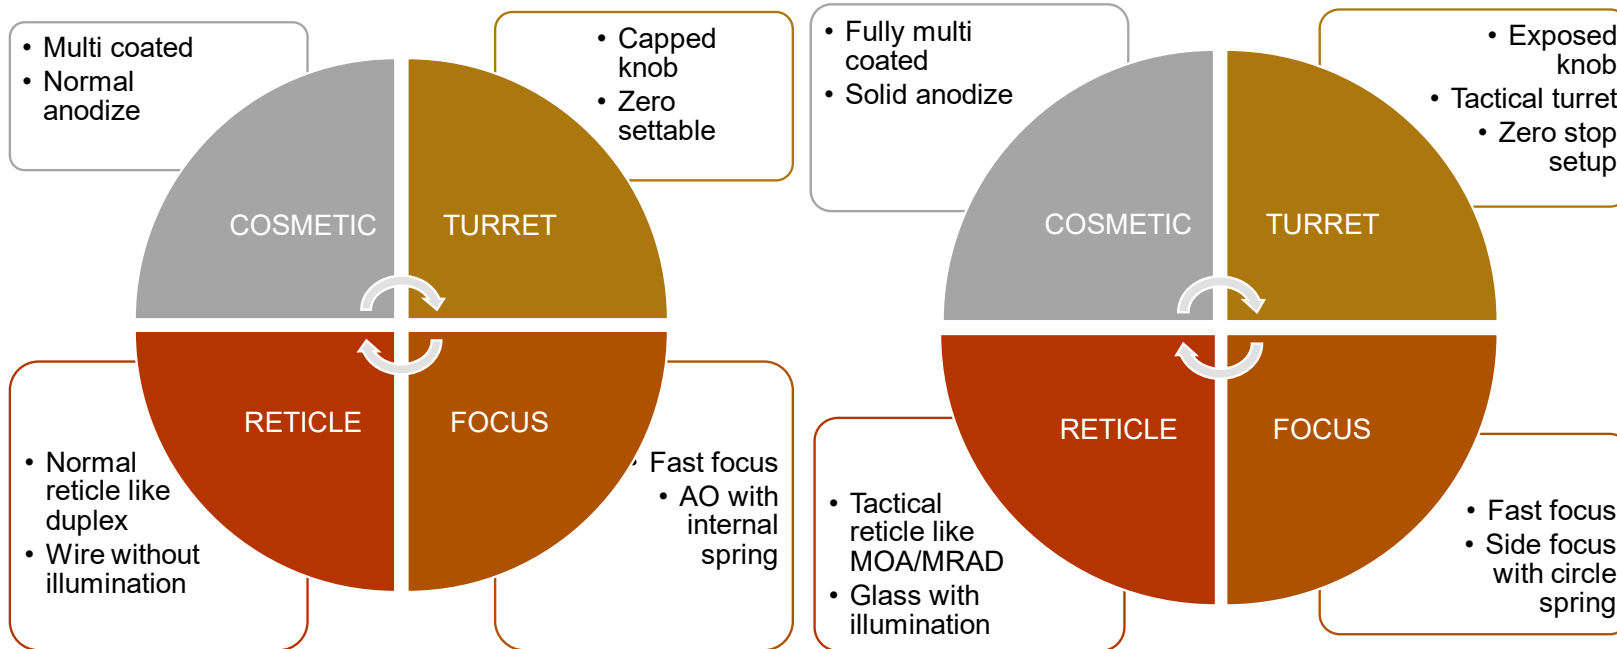 • Multi coated
• Normal
anodize
• Capped
knob
• Zero
settable
COSMETIC
TURRET
RETICLE
FOCUS
• Normal
reticle like
duplex
• Wire without
illumination
• Fast focus
• AO with
internal
spring
• Fully multi
coated
• Solid anodize
• Exposed
knob
• Tactical turret
• Zero stop
setup
COSMETIC
TURRET
RETICLE
FOCUS
• Tactical
reticle like
MOA/MRAD
• Glass with
illumination
• Fast focus
• Side focus
with circle
spring